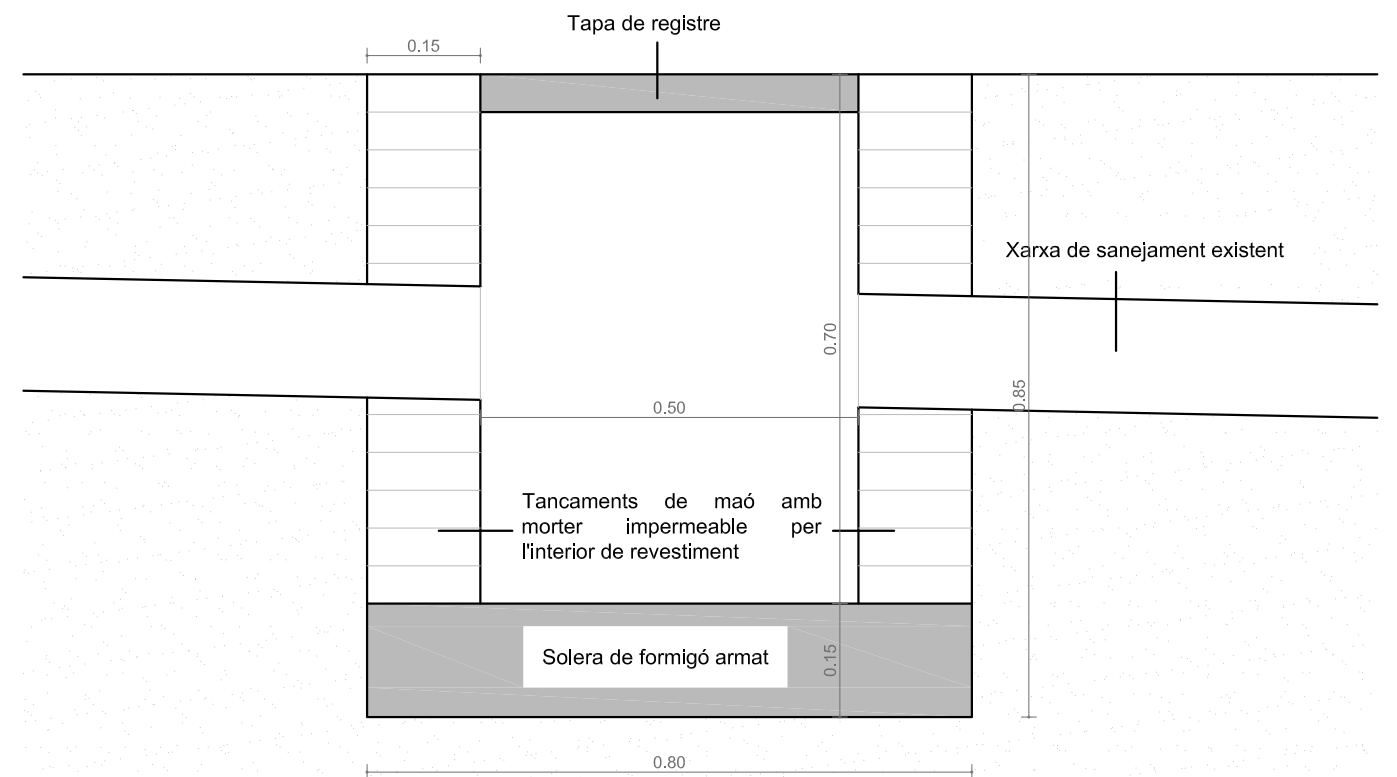 Tapa de registre
0.15
Xarxa de sanejament existent
0.70
0.85
0.50
Tancaments de maó amb
morter impermeable per
l'interior de revestiment
Solera de formigó armat
0.15
0.80